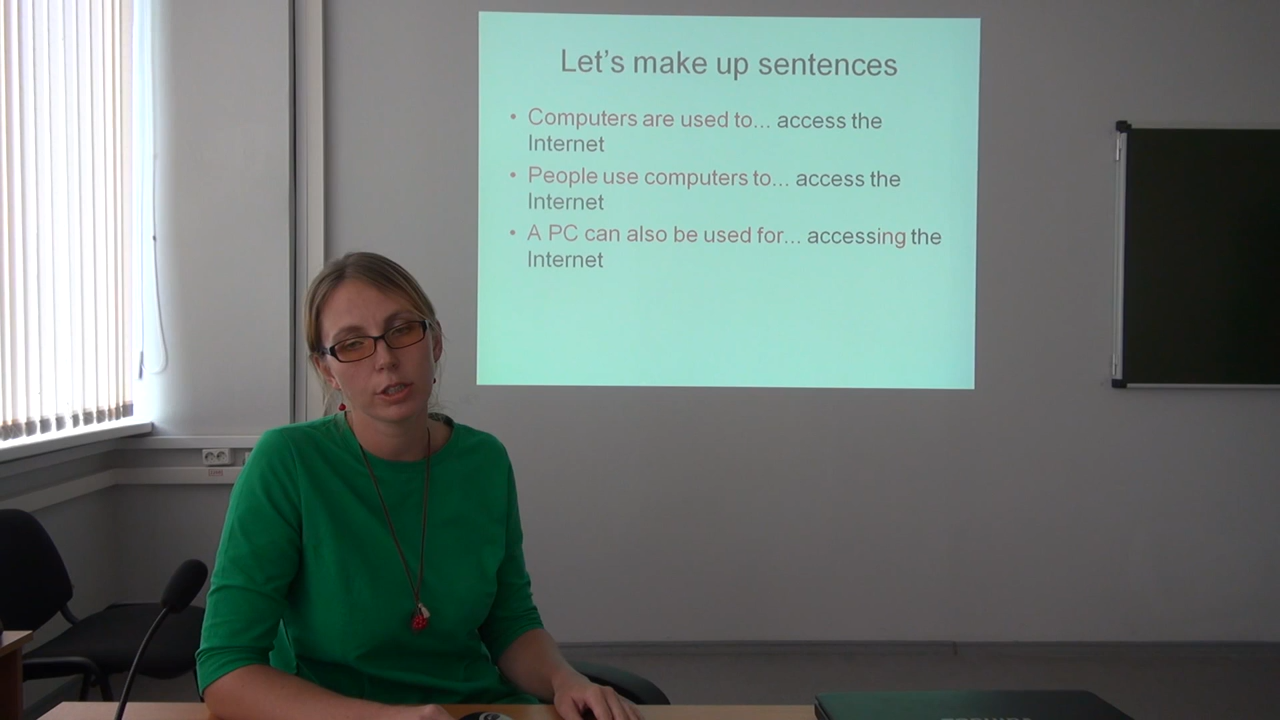 Let's make up sentences
• Computers are used to... access the
Internet
• People use computers to... access the
Internet
• A PC can also be used for... accessing the
Internet